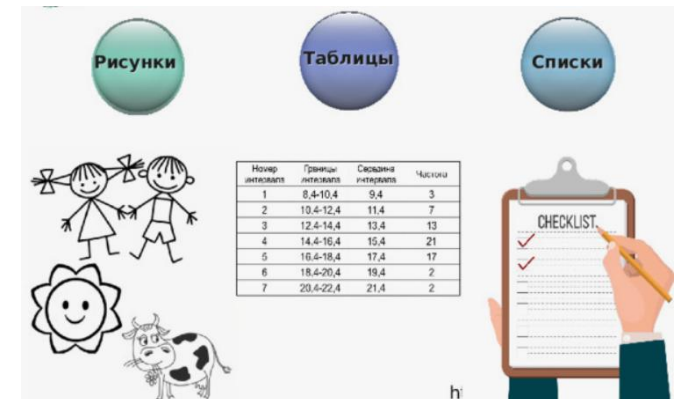 Рисунки
Таблицы
Списки
Номер интервала Границы интервала Середина интервала Частота
1 8,4-10,4 9,4 3
2 10,4-12,4 11,4 7
3 12,4-14,4 13,4 13
4 14,4-16,4 15,4 21
5 16,4-18,4 17,4 17
6 18,4-20,4 19,4 2
7 20,4-22,4 21,4 2
CHECKLIST